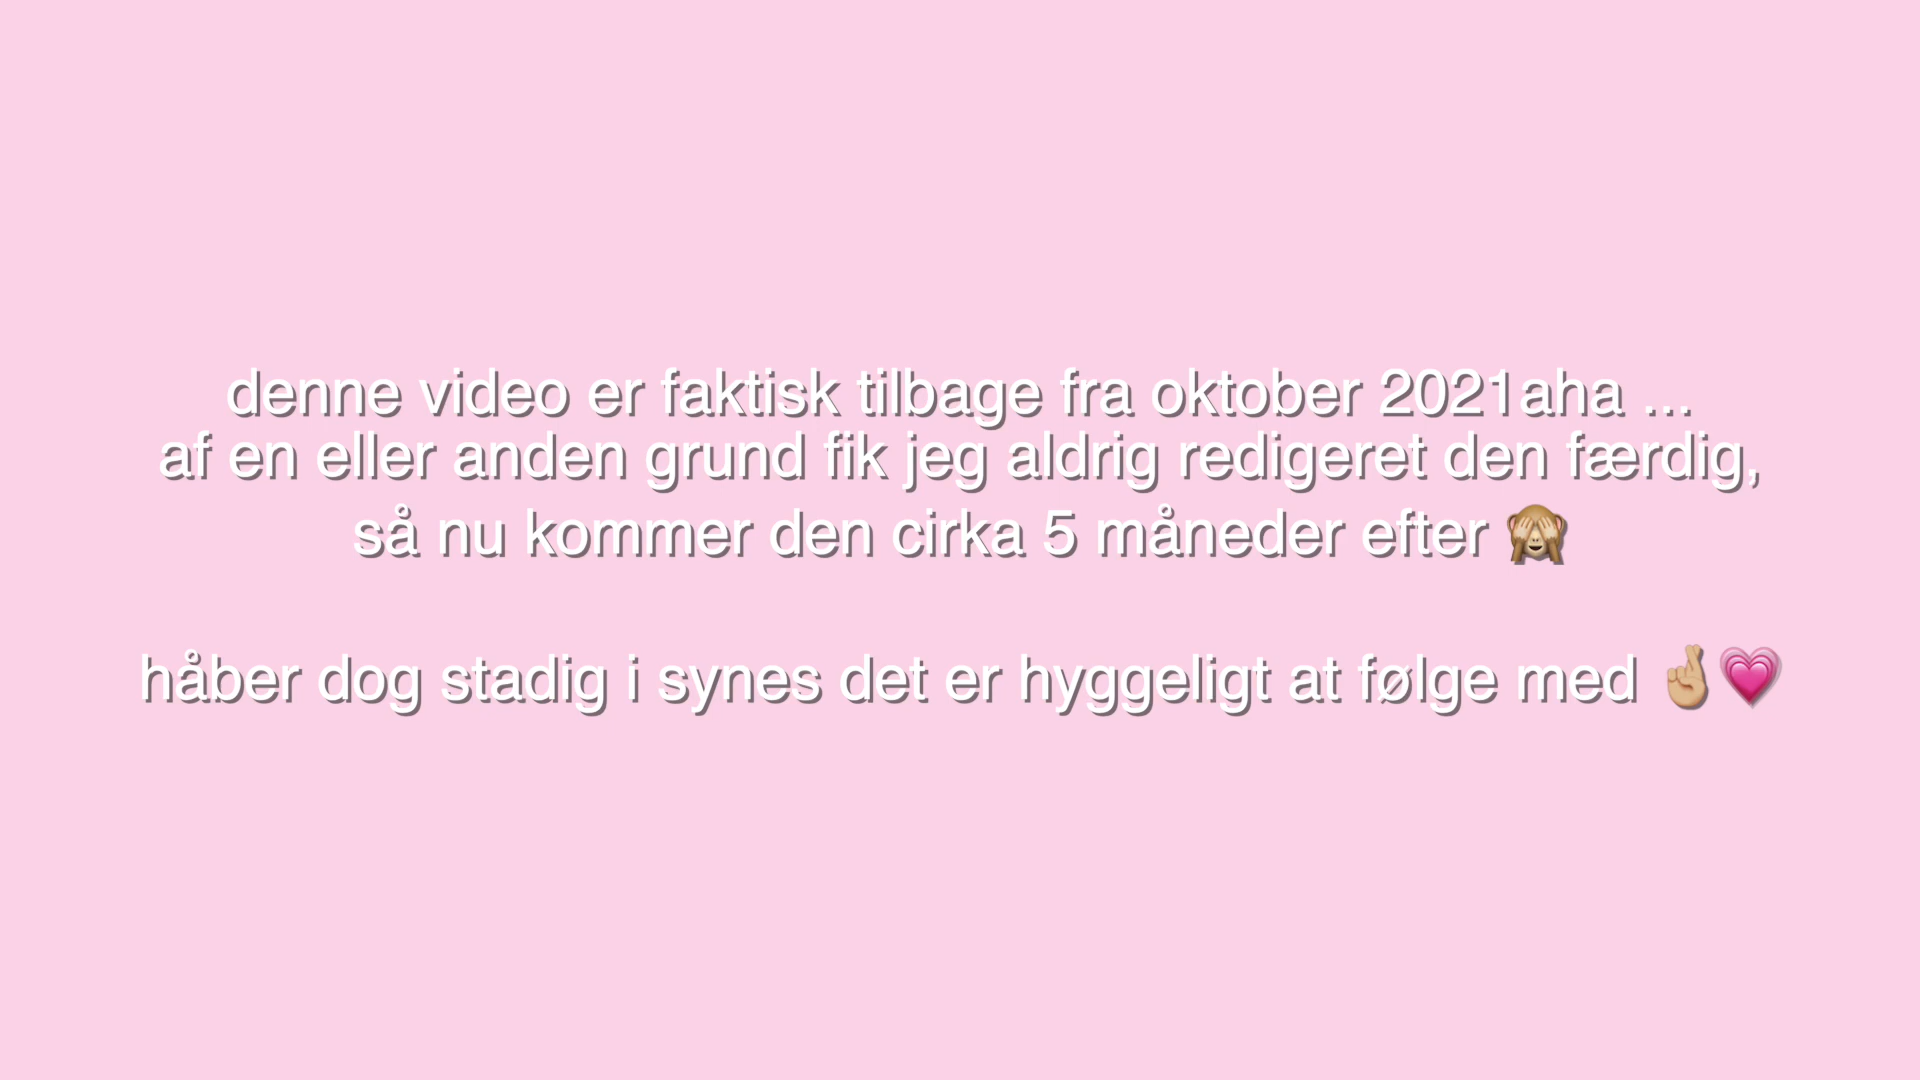 denne video er faktisk tilbage fra oktober 2021aha ...
af en eller anden grund fik jeg aldrig redigeret den færdig,
så nu kommer den cirka 5 måneder efter 🙈
håber dog stadig i synes det er hyggeligt at følge med 🤞🏼💗